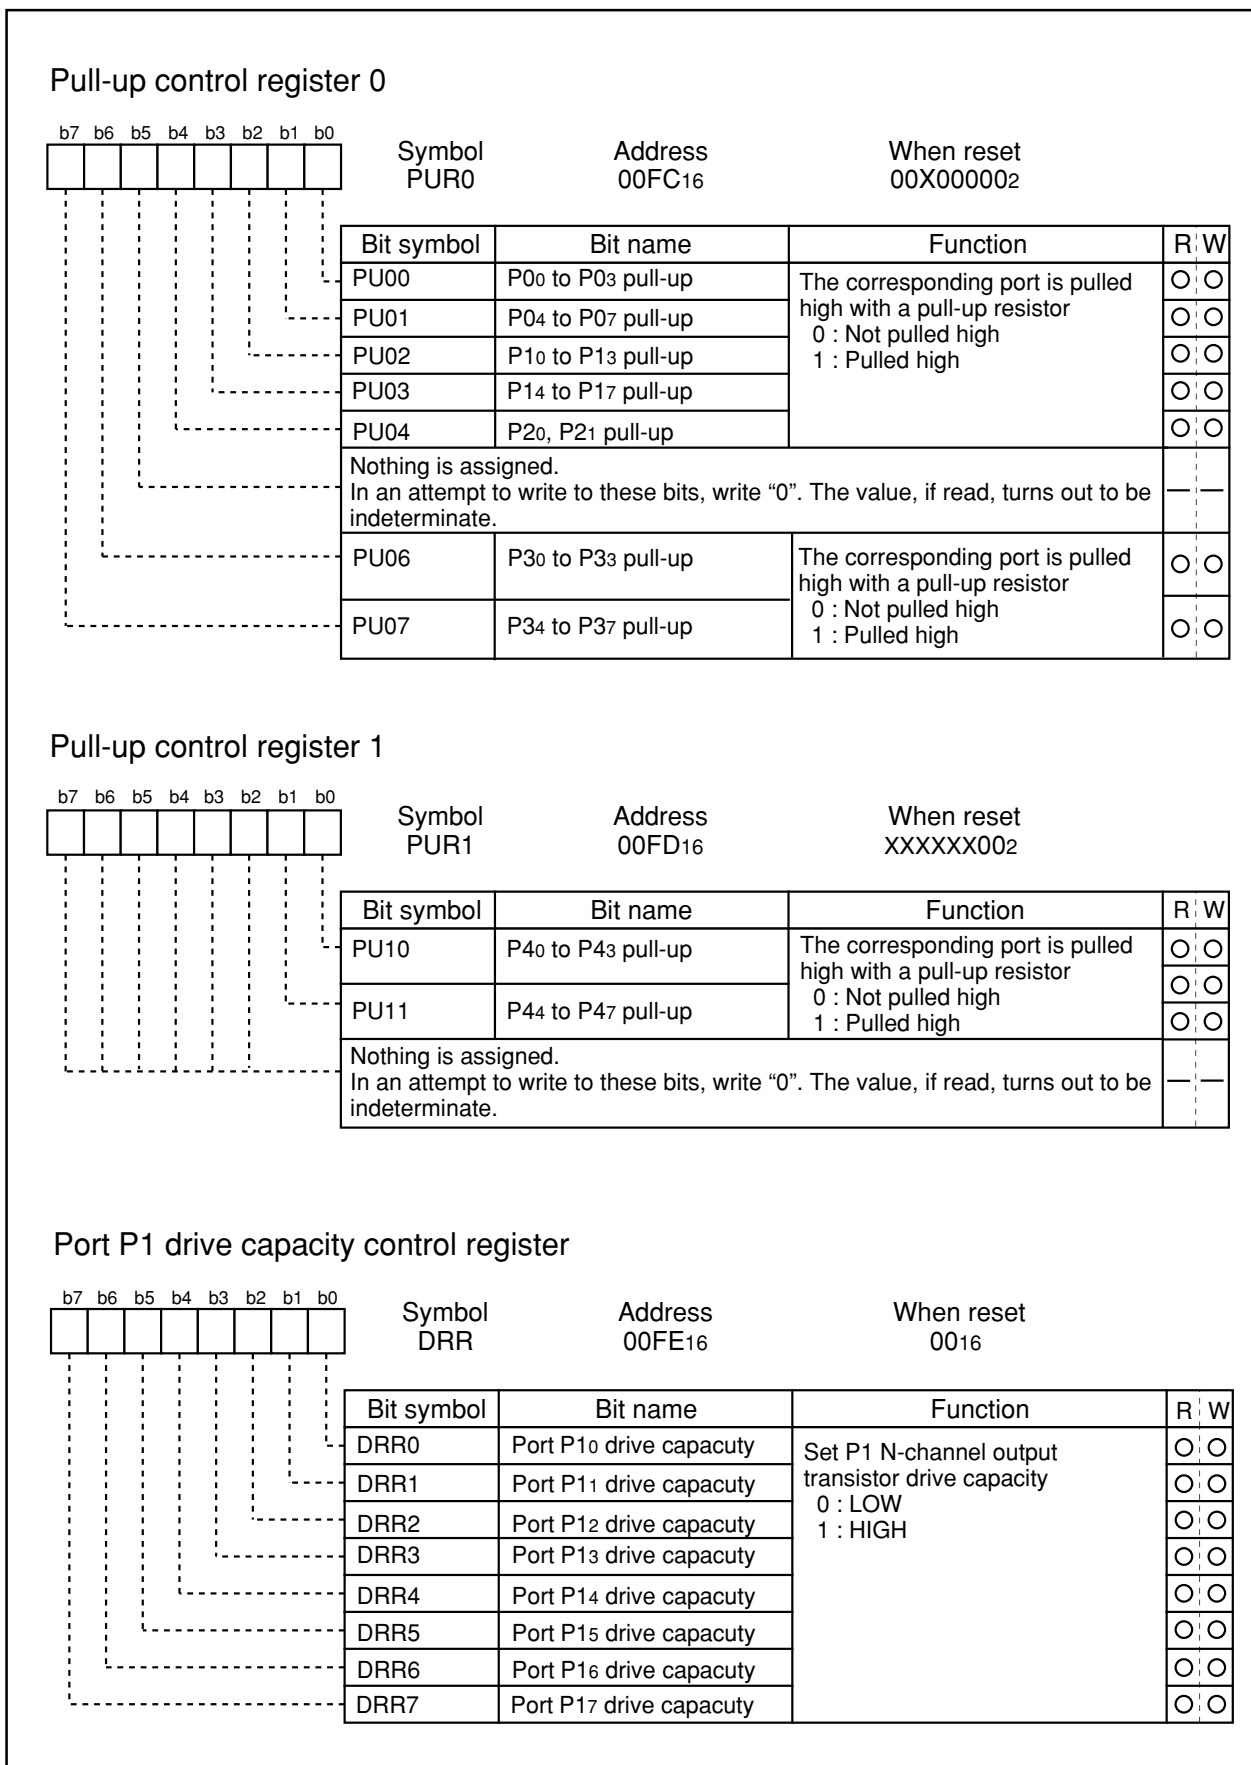 Pull-up control register 0
b7 b6 b5 b4 b3 b2 b1 b0
Symbol Address When reset
PUR0 00FC16 00X000002
Bit symbol Bit name Function R W
PU00 P00 to P03 pull-up The corresponding port is pulled
high with a pull-up resistor
PU01 P04 to P07 pull-up 0 : Not pulled high
PU02 P10 to P13 pull-up 1 : Pulled high
PU03 P14 to P17 pull-up
PU04 P20, P21 pull-up
Nothing is assigned.
In an attempt to write to these bits, write “0”. The value, if read, turns out to be
indeterminate.
PU06 P30 to P33 pull-up The corresponding port is pulled
high with a pull-up resistor
0 : Not pulled high
PU07 P34 to P37 pull-up 1 : Pulled high
Pull-up control register 1
b7 b6 b5 b4 b3 b2 b1 b0
Symbol Address When reset
PUR1 00FD16 XXXXXX002
Bit symbol Bit name Function R W
PU10 P40 to P43 pull-up The corresponding port is pulled
high with a pull-up resistor
0 : Not pulled high
PU11 P44 to P47 pull-up 1 : Pulled high
Nothing is assigned.
In an attempt to write to these bits, write “0”. The value, if read, turns out to be
indeterminate.
Port P1 drive capacity control register
b7 b6 b5 b4 b3 b2 b1 b0
Symbol Address When reset
DRR 00FE16 0016
Bit symbol Bit name Function R W
DRR0 Port P10 drive capacuty Set P1 N-channel output
DRR1 Port P11 drive capacuty transistor drive capacity
0 : LOW
DRR2 Port P12 drive capacuty 1 : HIGH
DRR3 Port P13 drive capacuty
DRR4 Port P14 drive capacuty
DRR5 Port P15 drive capacuty
DRR6 Port P16 drive capacuty
DRR7 Port P17 drive capacuty